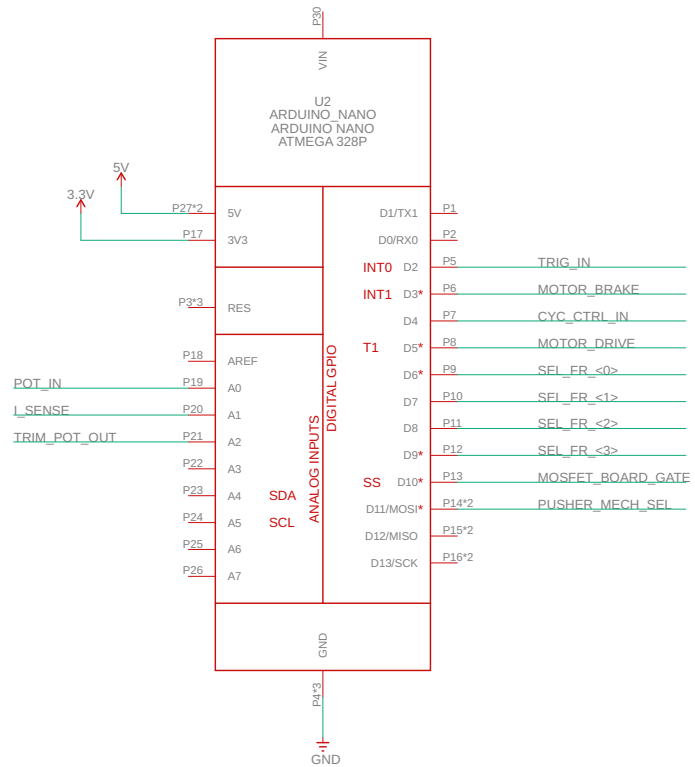 P30
VIN
U2
ARDUINO_NANO
ARDUINO NANO
ATMEGA 328P
5V
3.3V
P27*2 5V
P17 3V3
P3*3 RES
P18 AREF
POT_IN P19 A0
I_SENSE P20 A1
TRIM_POT_OUT P21 A2
P22 A3
P23 A4 SDA
P24 A5 SCL
P25 A6
P26 A7
ANALOG INPUTS
DIGITAL GPIO
D1/TX1 P1
D0/RX0 P2
INT0 D2 P5 TRIG_IN
INT1 D3* P6 MOTOR_BRAKE
D4 P7 CYC_CTRL_IN
T1 D5* P8 MOTOR_DRIVE
D6* P9 SEL_FR_<0>
D7 P10 SEL_FR_<1>
D8 P11 SEL_FR_<2>
D9* P12 SEL_FR_<3>
SS D10* P13 MOSFET_BOARD_GATE
D11/MOSI* P14*2 PUSHER_MECH_SEL
D12/MISO P15*2
D13/SCK P16*2
GND
P4*3
GND